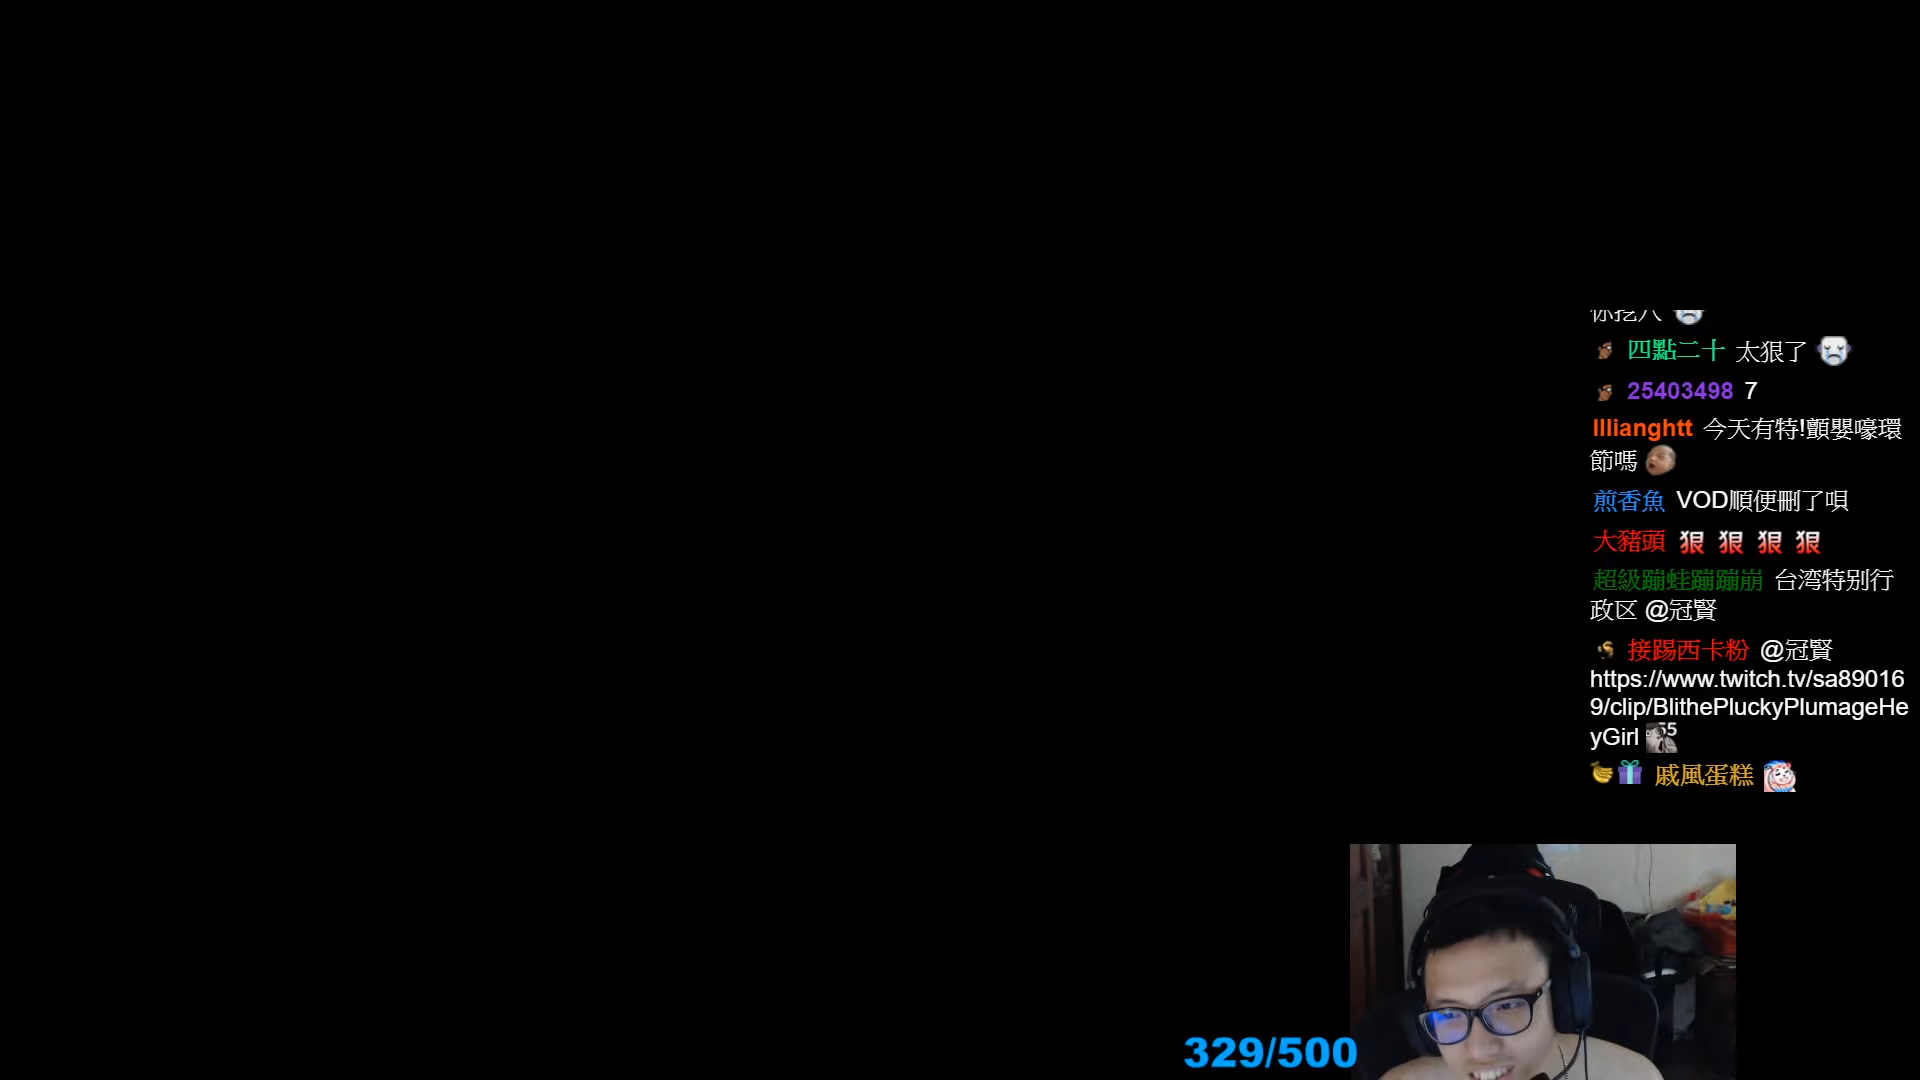 四點二十 太狠了
25403498 7
lllianghtt 今天有特!顫嬰嚎環
節嗎
煎香魚 VOD順便刪了唄
大豬頭 狠 狠 狠 狠
超級蹦蛙蹦蹦崩 台湾特别行
政区 @冠賢
接踢西卡粉 @冠賢
https://www.twitch.tv/sa89016
9/clip/BlithePluckyPlumageHe
yGirl
戚風蛋糕
329/500